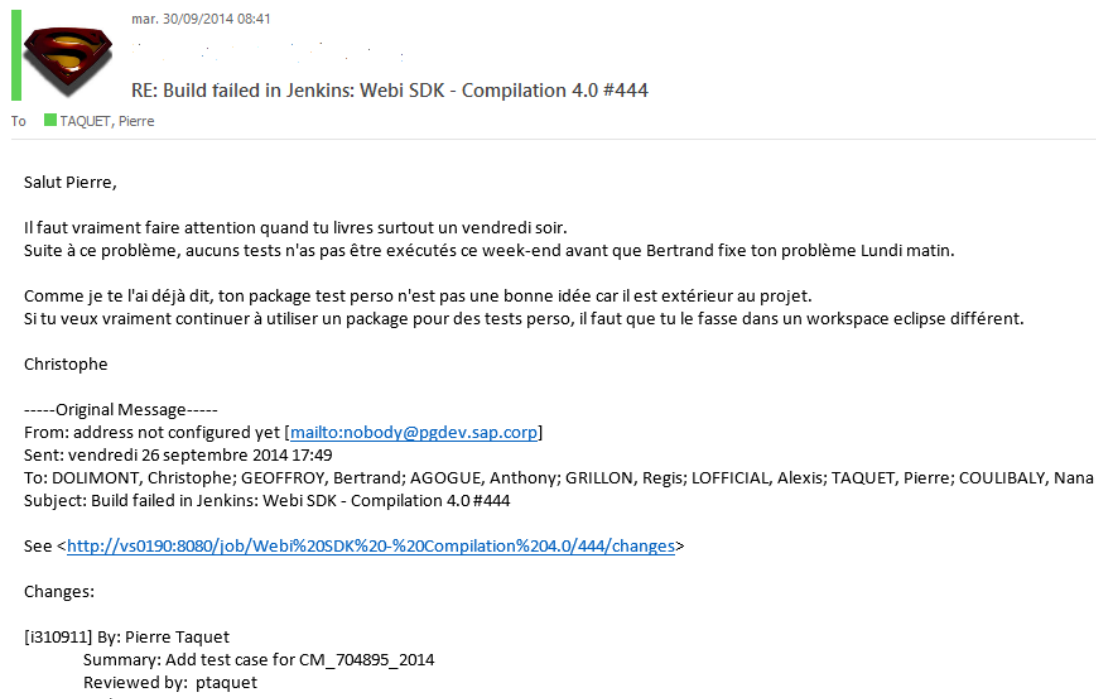 mar. 30/09/2014 08:41
RE: Build failed in Jenkins: Webi SDK - Compilation 4.0 #444
To TAQUET, Pierre
Salut Pierre,
Il faut vraiment faire attention quand tu livres surtout un vendredi soir.
Suite à ce problème, aucuns tests n'as pas être exécutés ce week-end avant que Bertrand fixe ton problème Lundi matin.
Comme je te l'ai déjà dit, ton package test perso n'est pas une bonne idée car il est extérieur au projet.
Si tu veux vraiment continuer à utiliser un package pour des tests perso, il faut que tu le fasse dans un workspace eclipse différent.
Christophe
-----Original Message-----
From: address not configured yet [mailto:nobody@pgdev.sap.corp]
Sent: vendredi 26 septembre 2014 17:49
To: DOLIMONT, Christophe; GEOFFROY, Bertrand; AGOGUE, Anthony; GRILLON, Regis; LOFFICIAL, Alexis; TAQUET, Pierre; COULIBALY, Nana
Subject: Build failed in Jenkins: Webi SDK - Compilation 4.0 #444
See <http://vs0190:8080/job/Webi%20SDK%20-%20Compilation%204.0/444/changes>
Changes:
[i310911] By: Pierre Taquet
Summary: Add test case for CM_704895_2014
Reviewed by: ptaquet